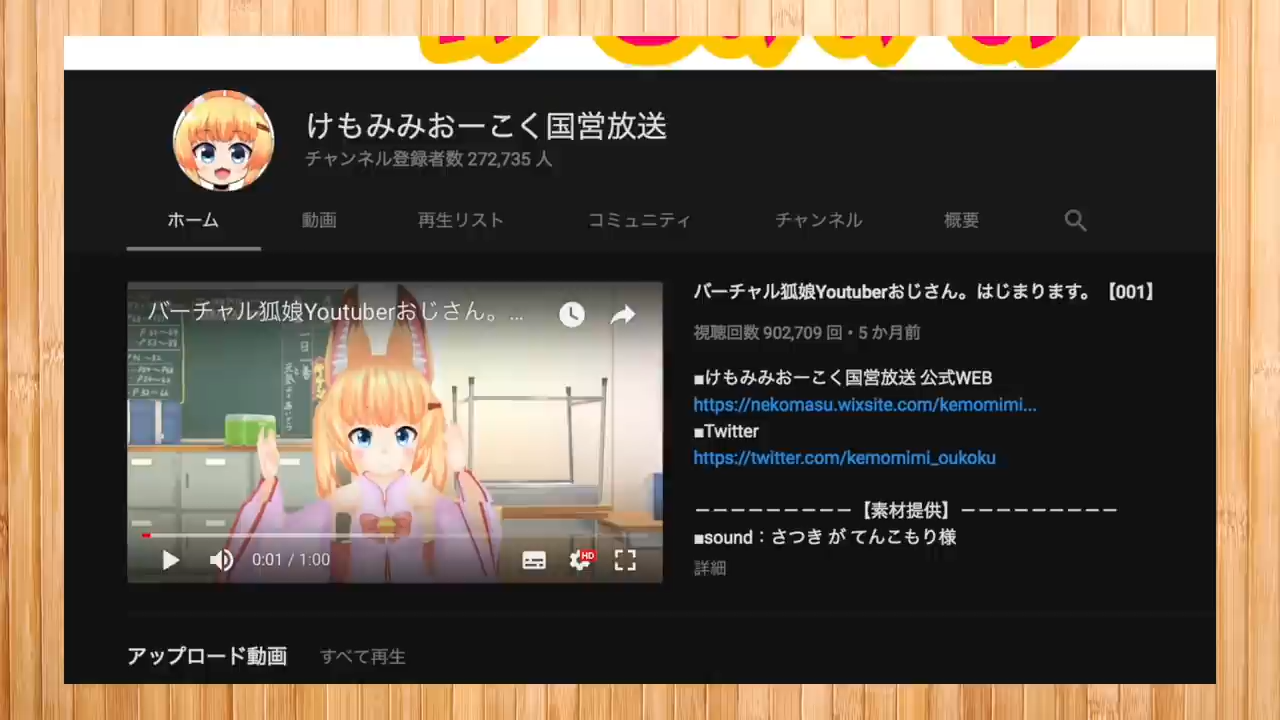 けもみみおーこく国営放送
チャンネル登録者数 272,735 人
ホーム 動画 再生リスト コミュニティ チャンネル 概要
バーチャル狐娘Youtuberおじさん。...
0:01 / 1:00
HD
バーチャル狐娘Youtuberおじさん。はじまります。【001】
視聴回数 902,709 回・5 か月前
■けもみみおーこく国営放送 公式WEB
https://nekomasu.wixsite.com/kemomimi...
■Twitter
https://twitter.com/kemomimi_oukoku
ーーーーーーーーー【素材提供】ーーーーーーーーー
■sound：さつき が てんこもり様
詳細
アップロード動画 すべて再生